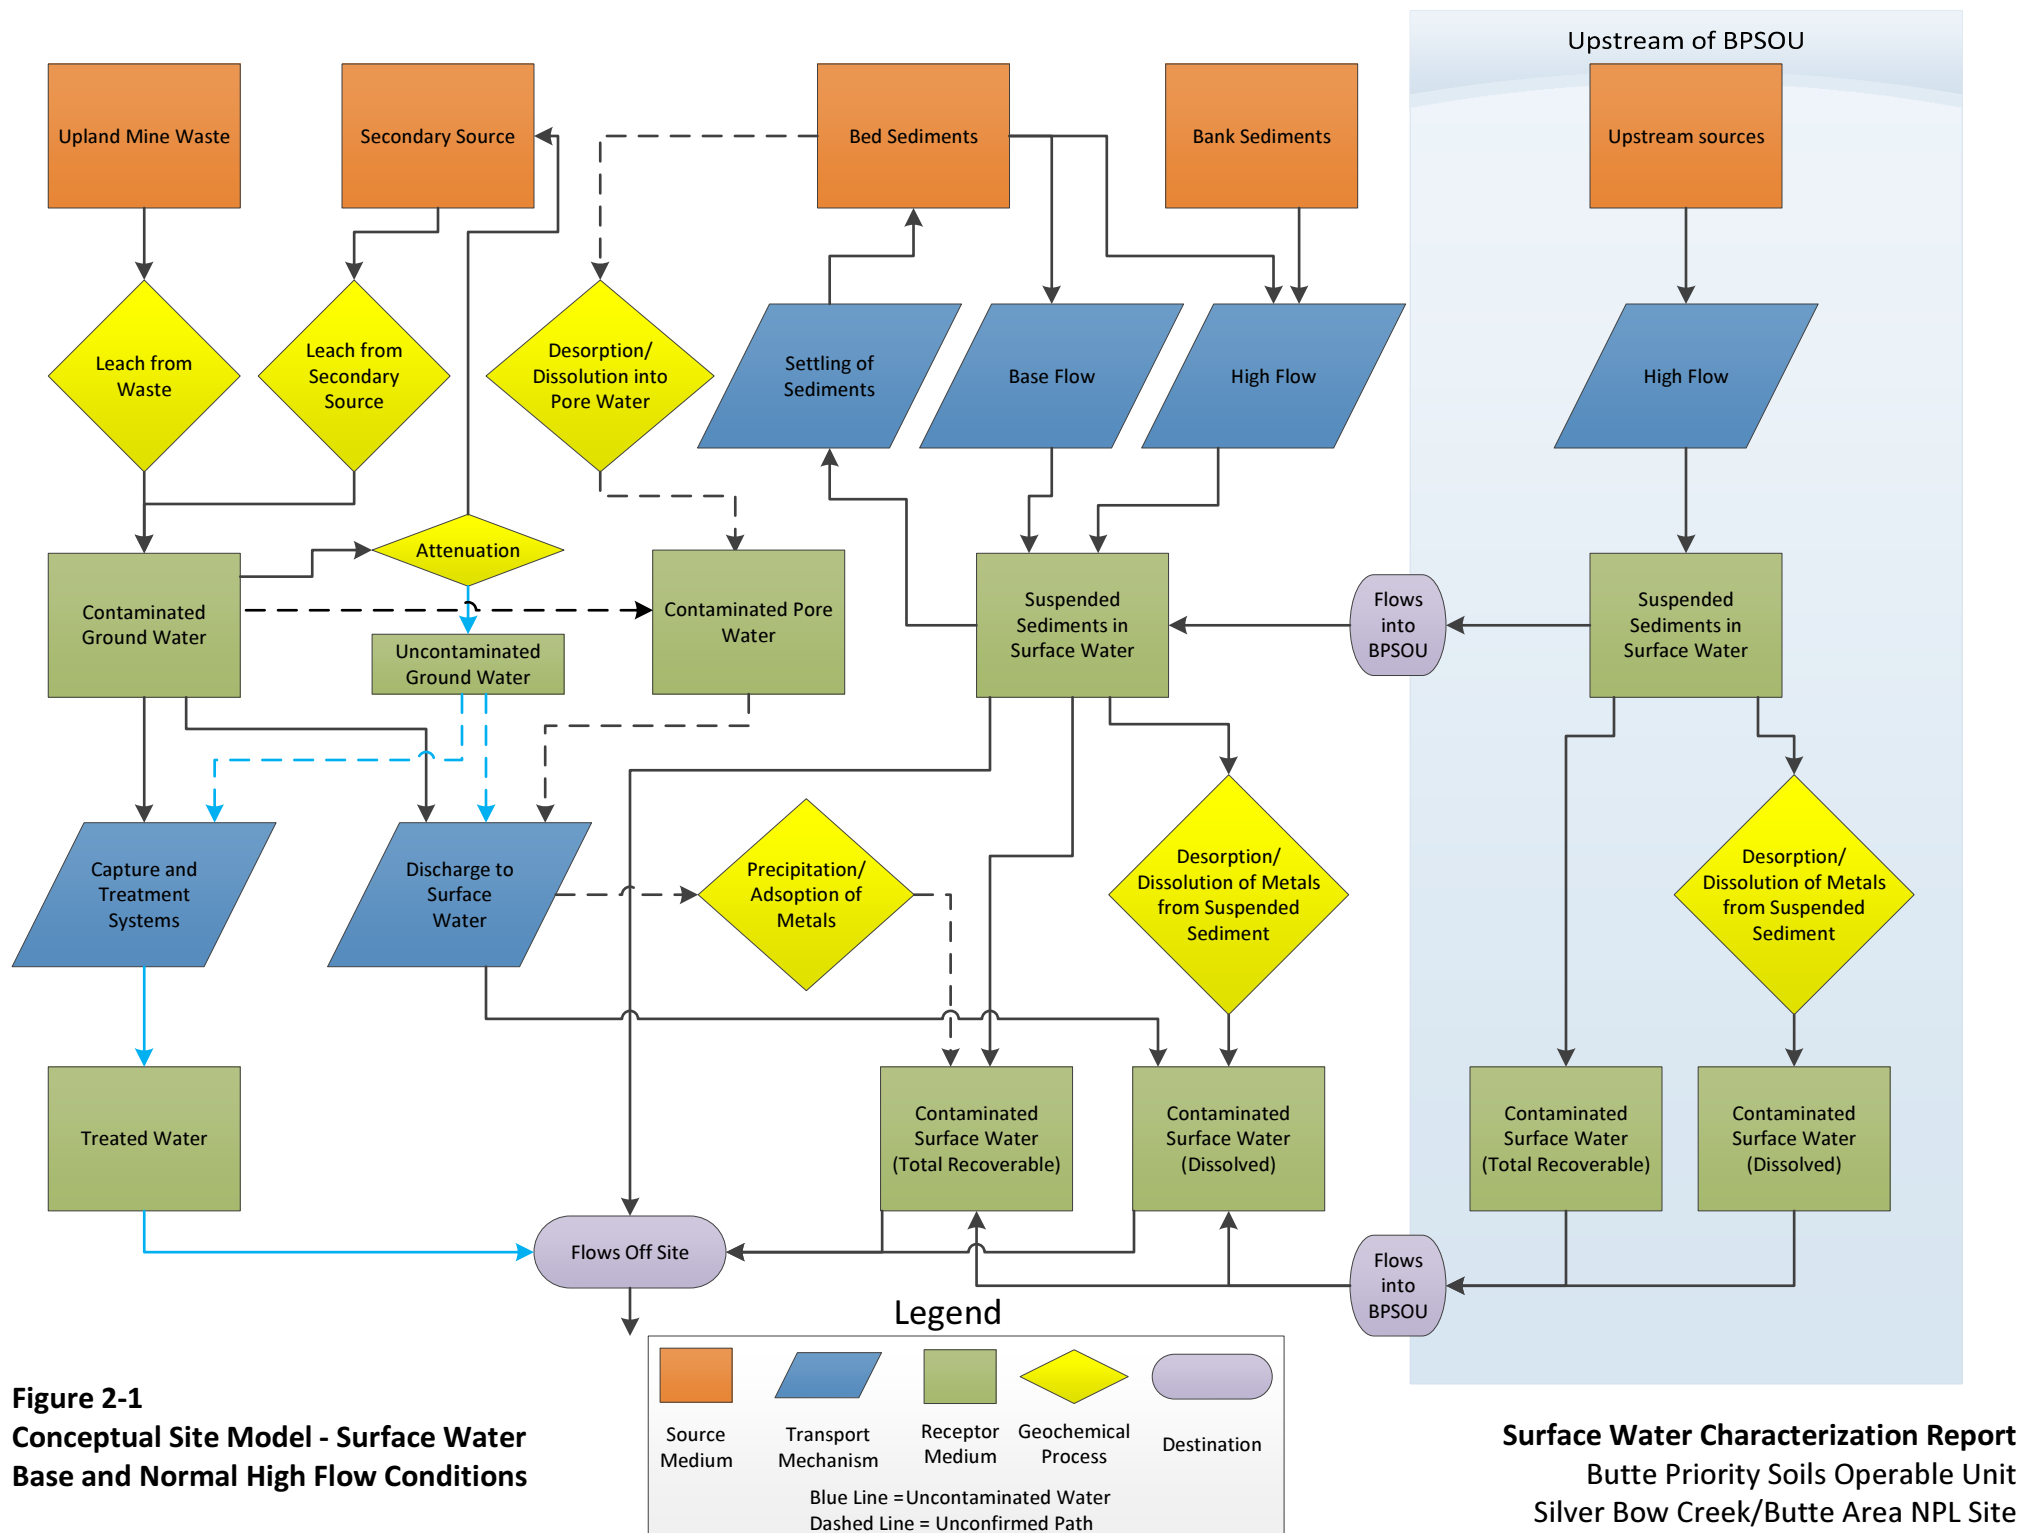 Upstream of BPSOU
Upland Mine Waste
Secondary Source
Bed Sediments
Bank Sediments
Upstream sources
Leach from
Waste
Leach from
Secondary
Source
Desorption/
Dissolution into
Pore Water
Settling of
Sediments
Base Flow
High Flow
High Flow
Attenuation
Contaminated
Ground Water
Uncontaminated
Ground Water
Contaminated Pore
Water
Suspended
Sediments in
Surface Water
Flows
into
BPSOU
Suspended
Sediments in
Surface Water
Capture and
Treatment
Systems
Discharge to
Surface
Water
Precipitation/
Adsoption of
Metals
Desorption/
Dissolution of Metals
from Suspended
Sediment
Desorption/
Dissolution of Metals
from Suspended
Sediment
Treated Water
Contaminated
Surface Water
(Total Recoverable)
Contaminated
Surface Water
(Dissolved)
Contaminated
Surface Water
(Total Recoverable)
Contaminated
Surface Water
(Dissolved)
Flows Off Site
Flows
into
BPSOU
Legend
Source
Medium
Transport
Mechanism
Receptor
Medium
Geochemical
Process
Destination
Blue Line =Uncontaminated Water
Dashed Line = Unconfirmed Path
Figure 2-1
Conceptual Site Model - Surface Water
Base and Normal High Flow Conditions
Surface Water Characterization Report
Butte Priority Soils Operable Unit
Silver Bow Creek/Butte Area NPL Site